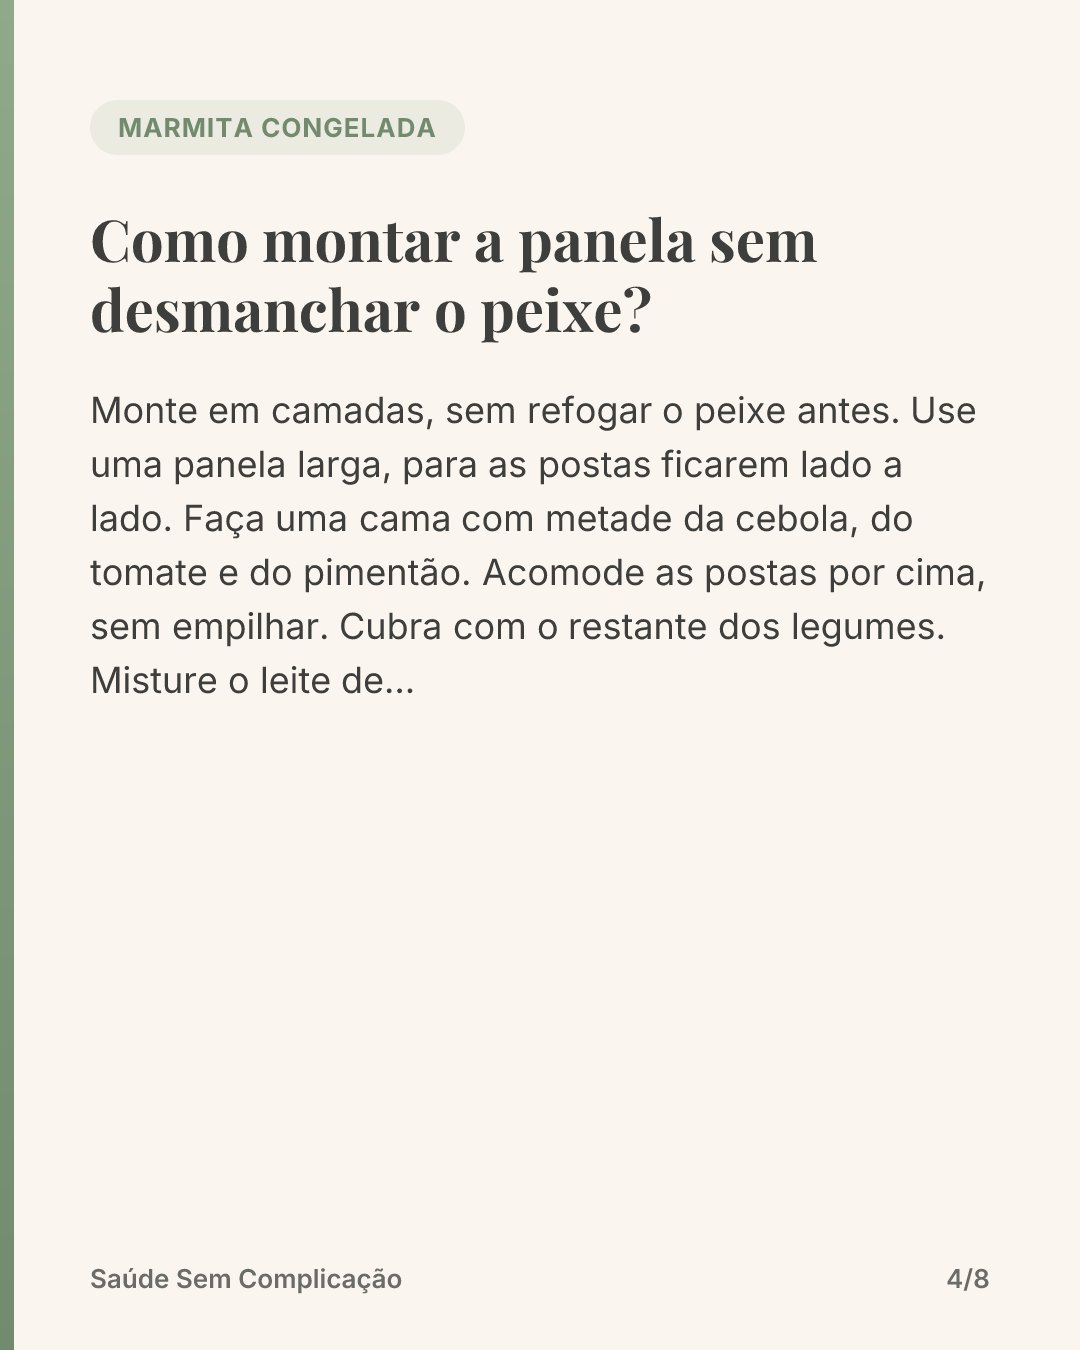 MARMITA CONGELADA
Como montar a panela sem
desmanchar o peixe?
Monte em camadas, sem refogar o peixe antes. Use
uma panela larga, para as postas ficarem lado a
lado. Faça uma cama com metade da cebola, do
tomate e do pimentão. Acomode as postas por cima,
sem empilhar. Cubra com o restante dos legumes.
Misture o leite de...
Saúde Sem Complicação
4/8